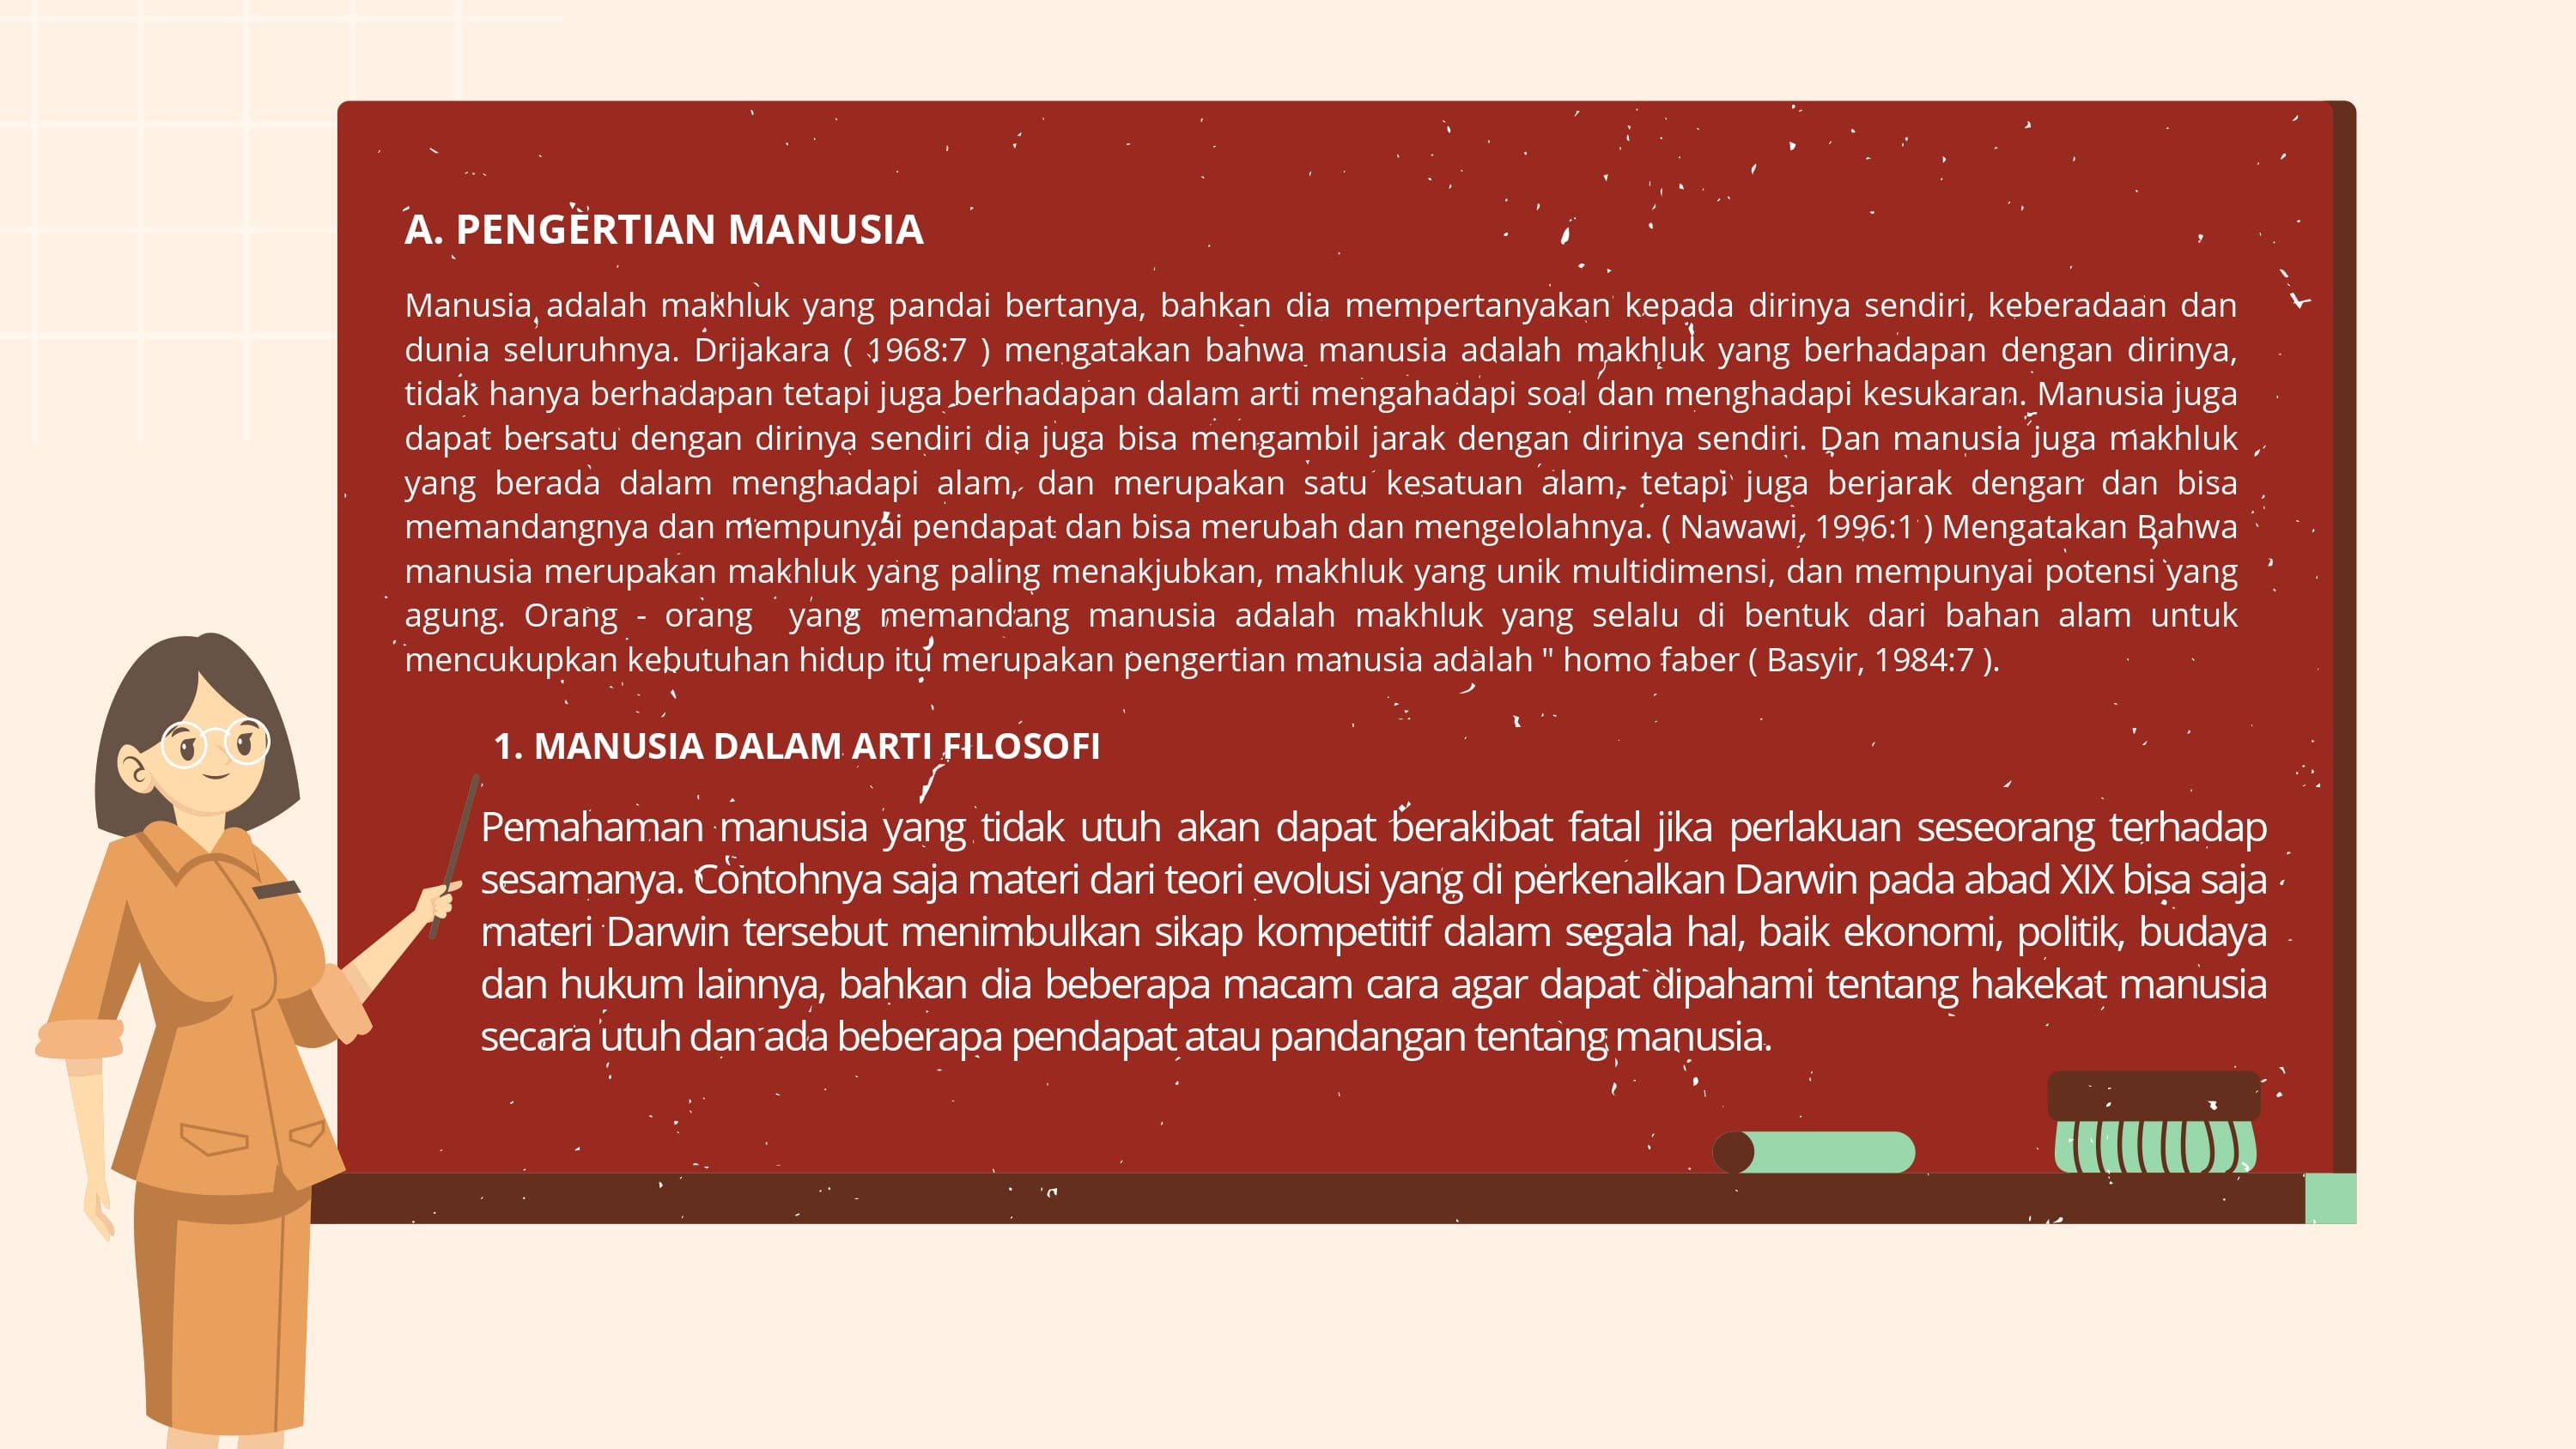 A. PENGERTIAN MANUSIA
Manusia adalah makhluk yang pandai bertanya, bahkan dia mempertanyakan kepada dirinya sendiri, keberadaan dan
dunia seluruhnya. Drijakara ( 1968:7 ) mengatakan bahwa manusia adalah makhluk yang berhadapan dengan dirinya,
tidak hanya berhadapan tetapi juga berhadapan dalam arti mengahadapi soal dan menghadapi kesukaran. Manusia juga
dapat bersatu dengan dirinya sendiri dia juga bisa mengambil jarak dengan dirinya sendiri. Dan manusia juga makhluk
yang berada dalam menghadapi alam, dan merupakan satu kesatuan alam, tetapi juga berjarak dengan dan bisa
memandangnya dan mempunyai pendapat dan bisa merubah dan mengelolahnya. ( Nawawi, 1996:1 ) Mengatakan Bahwa
manusia merupakan makhluk yang paling menakjubkan, makhluk yang unik multidimensi, dan mempunyai potensi yang
agung. Orang - orang yang memandang manusia adalah makhluk yang selalu di bentuk dari bahan alam untuk
mencukupkan kebutuhan hidup itu merupakan pengertian manusia adalah " homo faber ( Basyir, 1984:7 ).
1. MANUSIA DALAM ARTI FILOSOFI
Pemahaman manusia yang tidak utuh akan dapat berakibat fatal jika perlakuan seseorang terhadap
sesamanya. Contohnya saja materi dari teori evolusi yang di perkenalkan Darwin pada abad XIX bisa saja
materi Darwin tersebut menimbulkan sikap kompetitif dalam segala hal, baik ekonomi, politik, budaya
dan hukum lainnya, bahkan dia beberapa macam cara agar dapat dipahami tentang hakekat manusia
secara utuh dan ada beberapa pendapat atau pandangan tentang manusia.